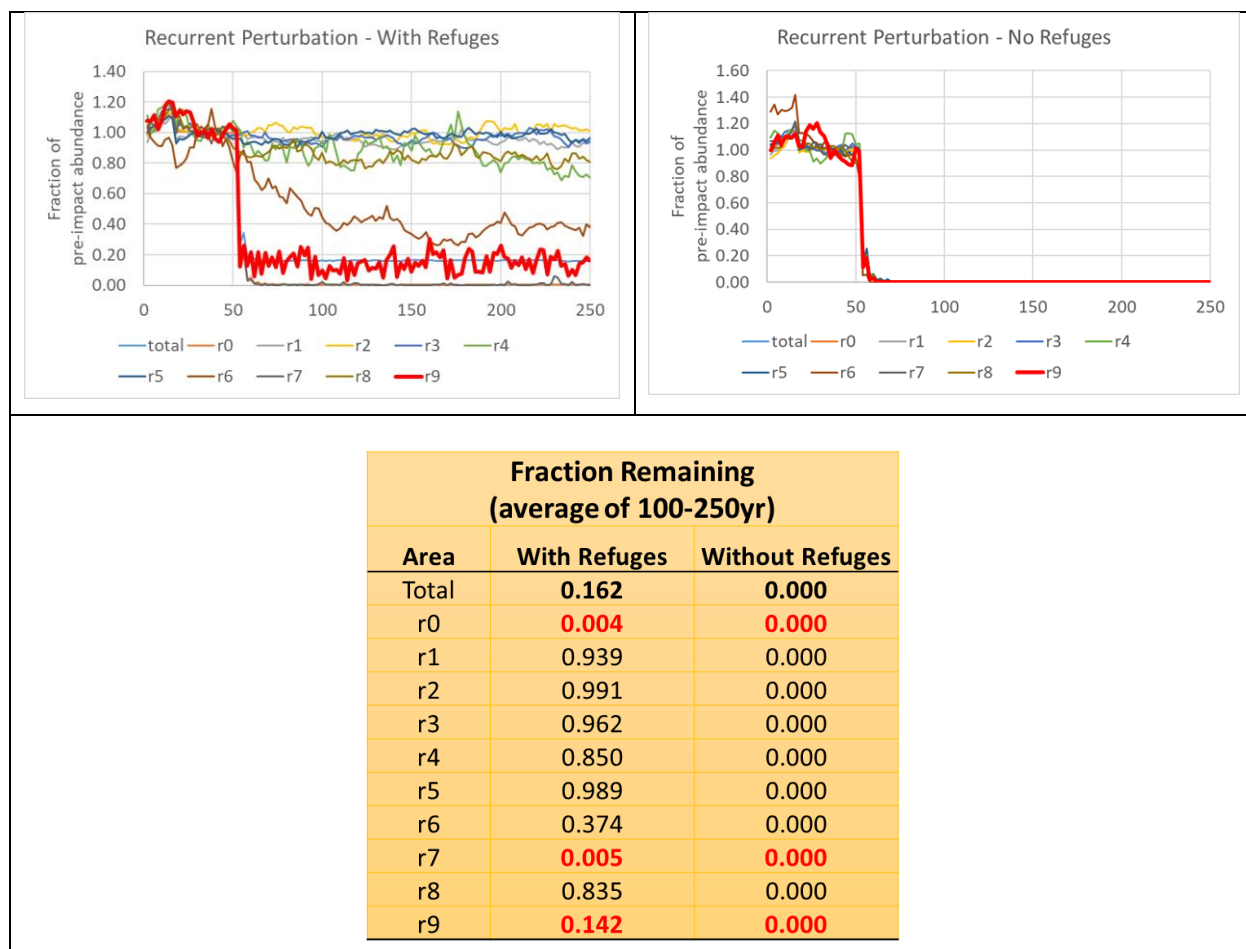 Recurrent Perturbation - With Refuges
Fraction of
pre-impact abundance
1.40
1.20
1.00
0.80
0.60
0.40
0.20
0.00
0 50 100 150 200 250
total r0 r1 r2 r3 r4
r5 r6 r7 r8 r9
Recurrent Perturbation - No Refuges
Fraction of
pre-impact abundance
1.60
1.40
1.20
1.00
0.80
0.60
0.40
0.20
0.00
0 50 100 150 200 250
total r0 r1 r2 r3 r4
r5 r6 r7 r8 r9
Fraction Remaining
(average of 100-250yr)
Area With Refuges Without Refuges
Total 0.162 0.000
r0 0.004 0.000
r1 0.939 0.000
r2 0.991 0.000
r3 0.962 0.000
r4 0.850 0.000
r5 0.989 0.000
r6 0.374 0.000
r7 0.005 0.000
r8 0.835 0.000
r9 0.142 0.000